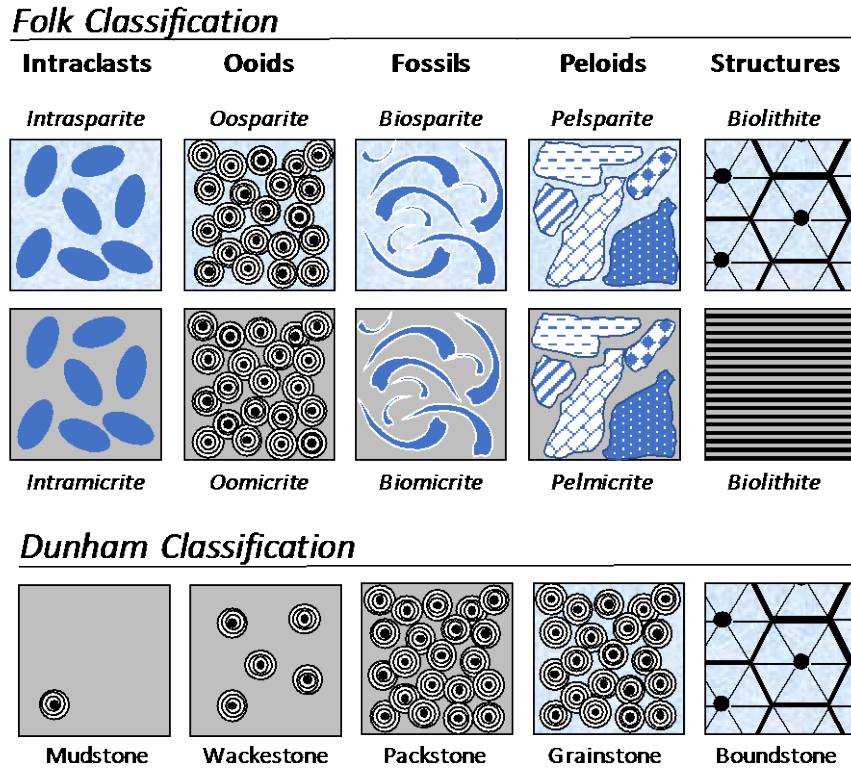 Folk Classification
Intraclasts Ooids Fossils Peloids Structures
Intrasparite Oosparite Biosparite Pelsparite Biolithite
Intramicrite Oomicrite Biomicrite Pelmicrite Biolithite
Dunham Classification
Mudstone Wackestone Packstone Grainstone Boundstone